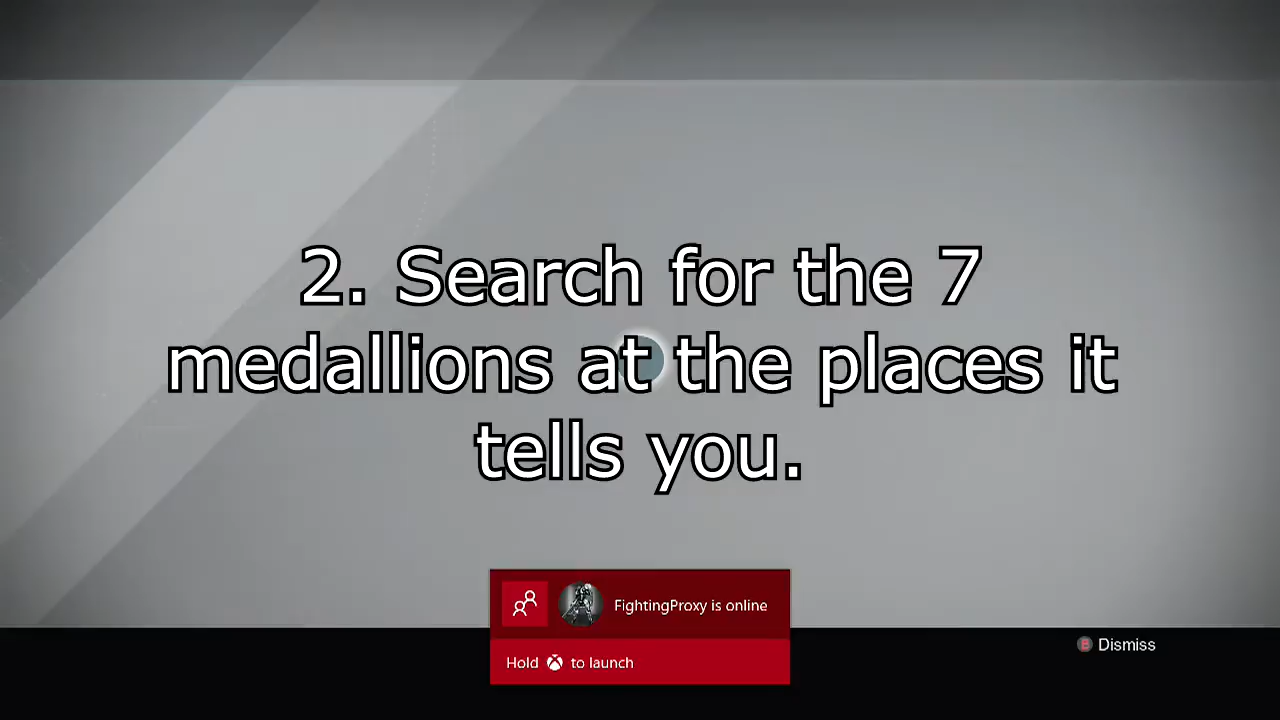 2. Search for the 7
medallions at the places it
tells you.
FightingProxy is online
Hold to launch
B Dismiss